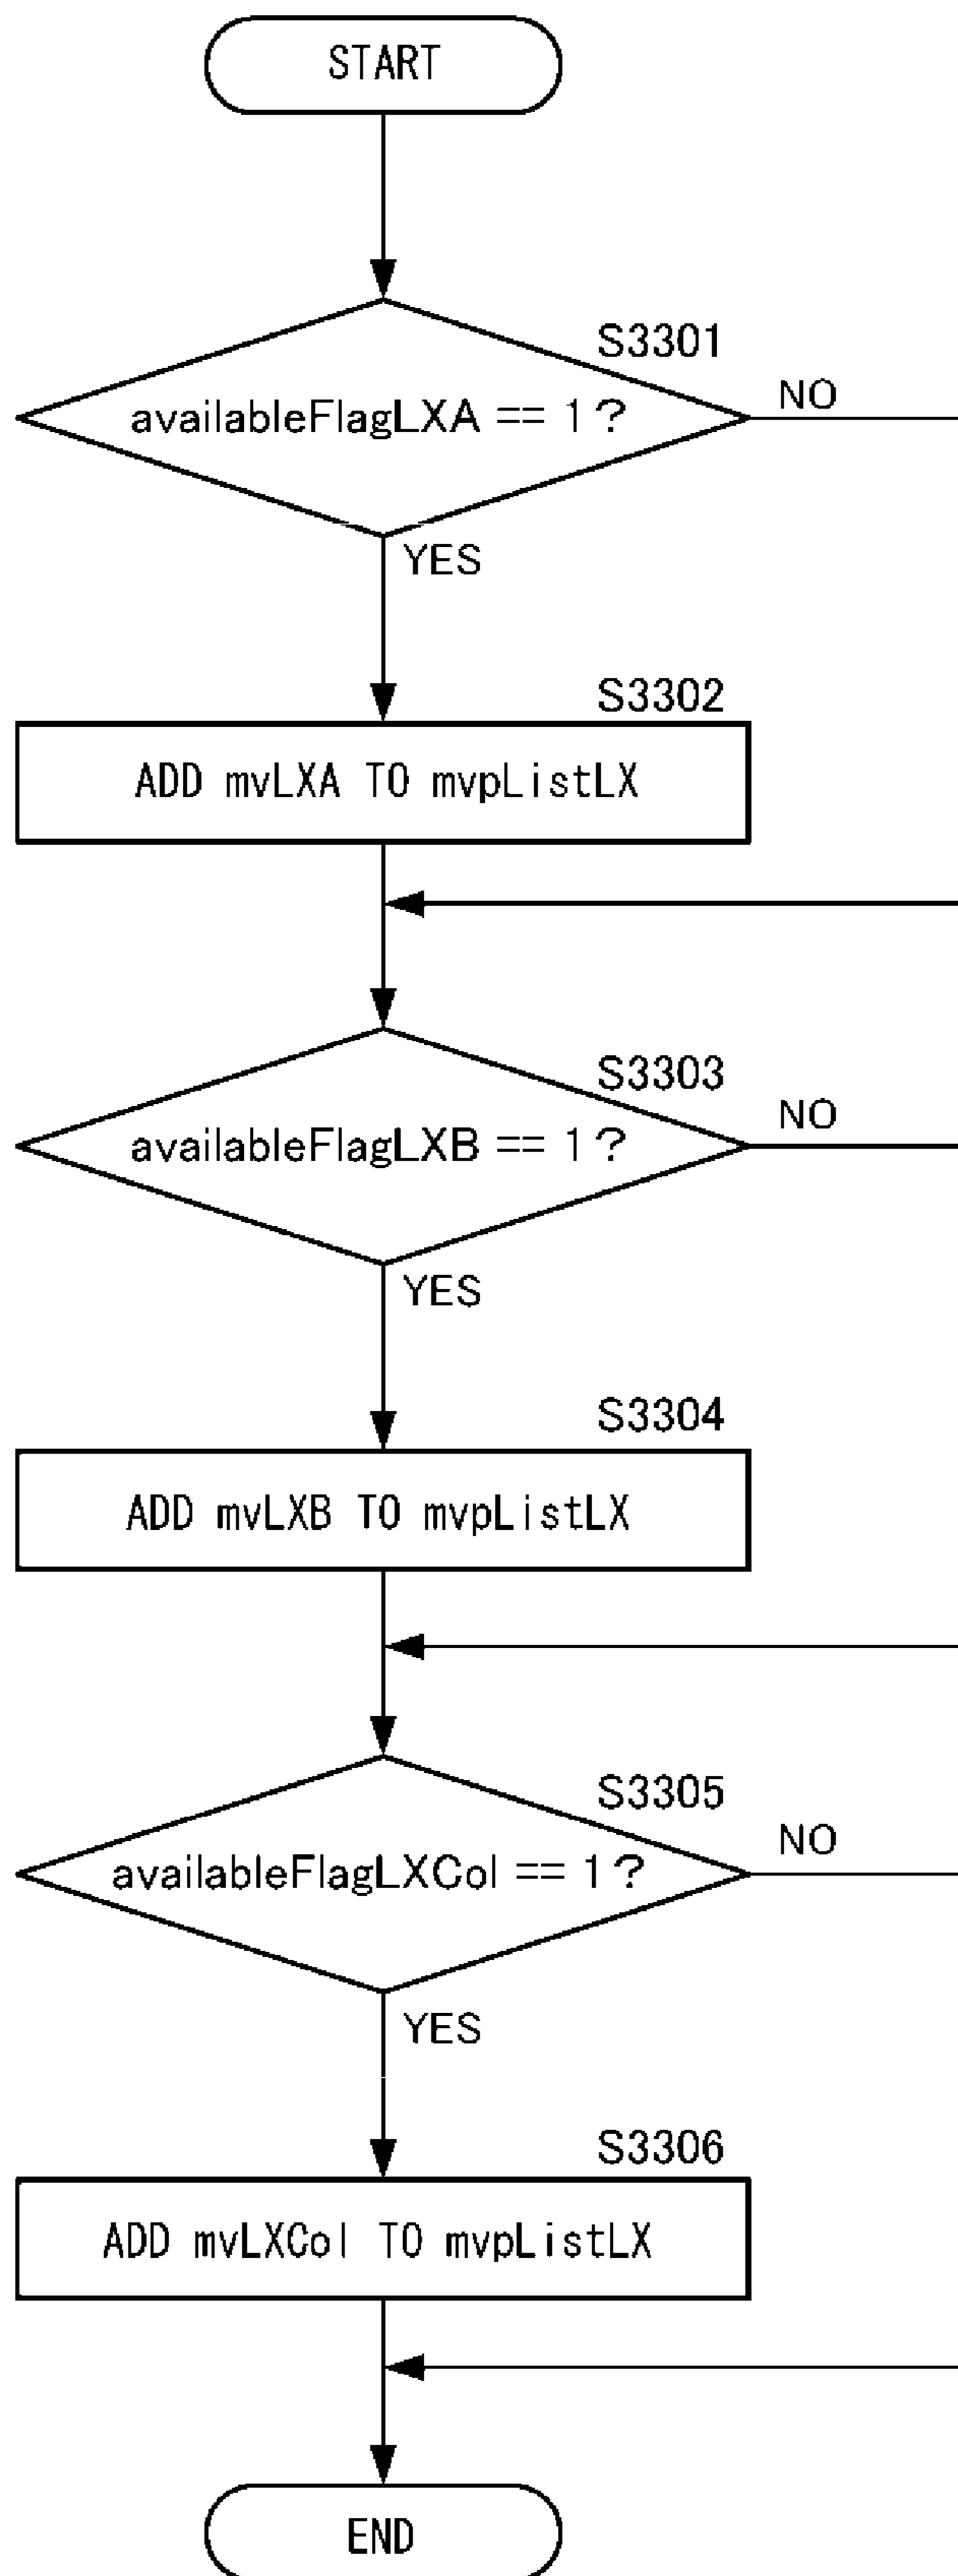 START
S3301
availableFlagLXA == 1?
NO
YES
S3302
ADD mvLXA TO mvpListLX
S3303
availableFlagLXB == 1?
NO
YES
S3304
ADD mvLXB TO mvpListLX
S3305
availableFlagLXCol == 1?
NO
YES
S3306
ADD mvLXCol TO mvpListLX
END